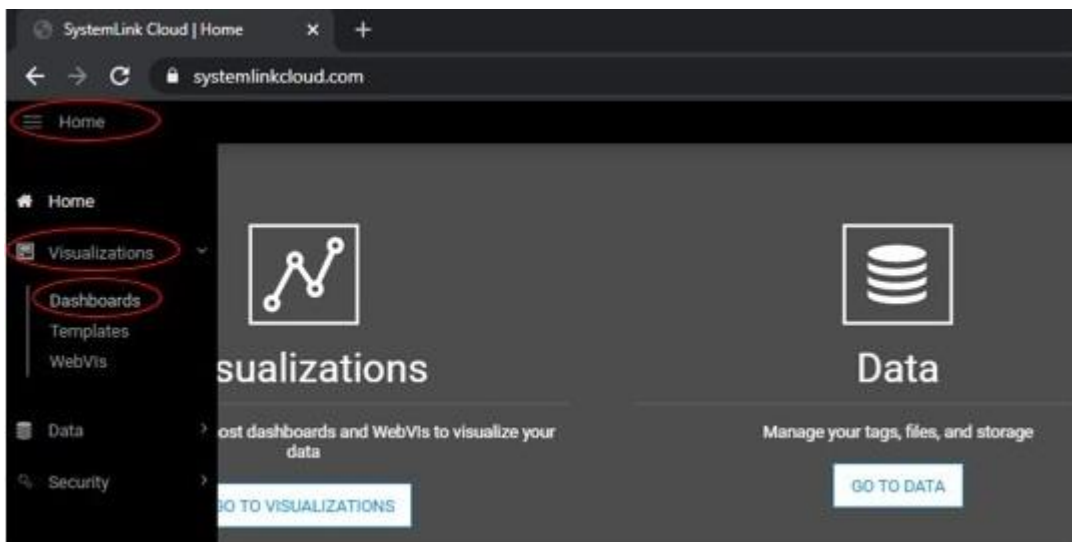 SystemLink Cloud | Home
systemlinkcloud.com
Home
Home
Visualizations
Dashboards
Templates
WebVIs
Data
Security
sualizations
ost dashboards and WebVIs to visualize your
data
GO TO VISUALIZATIONS
Data
Manage your tags, files, and storage
GO TO DATA